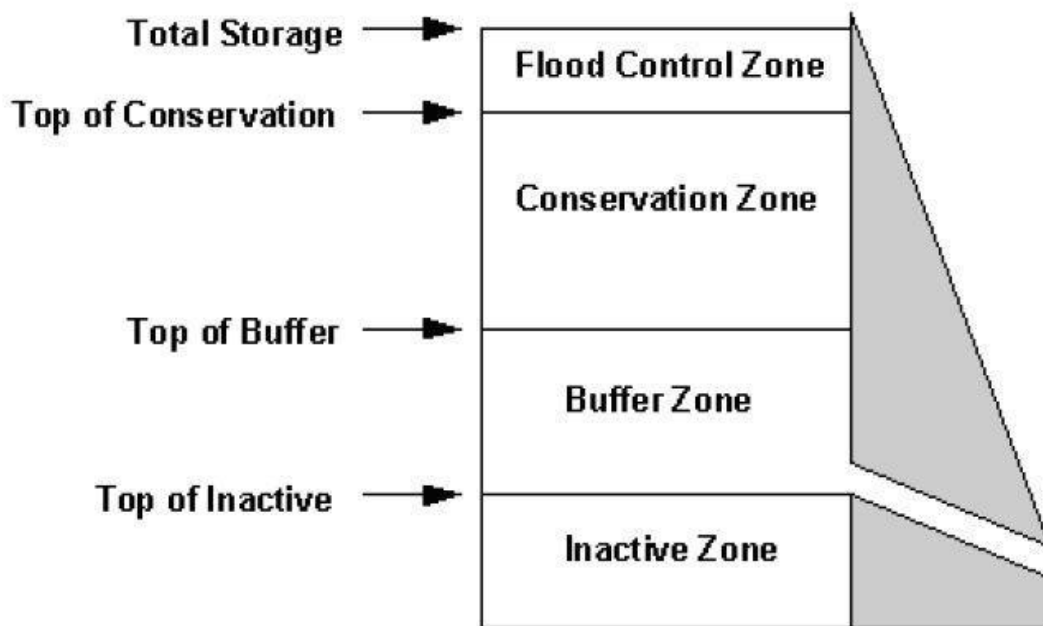 Total Storage
Flood Control Zone
Top of Conservation
Conservation Zone
Top of Buffer
Buffer Zone
Top of Inactive
Inactive Zone